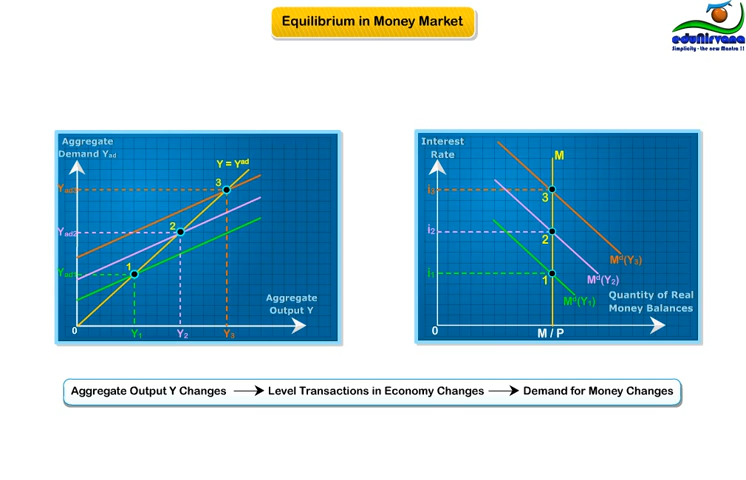 Equilibrium in Money Market
eduNirvana
Simplicity - the new Mantra !!
Aggregate
Demand Yad
Y = Yad
Yad3
Yad2
Yad1
3
2
1
Aggregate
Output Y
0
Y1
Y2
Y3
Interest
Rate
M
i3
i2
i1
3
2
1
Md(Y3)
Md(Y2)
Md(Y1)
Quantity of Real
Money Balances
0
M / P
Aggregate Output Y Changes → Level Transactions in Economy Changes → Demand for Money Changes